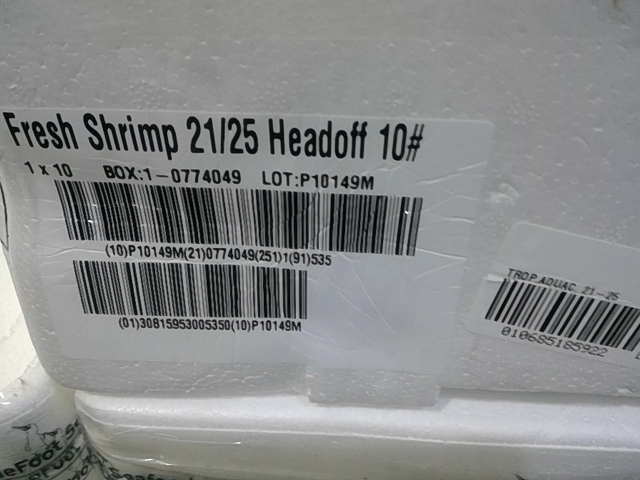 Fresh Shrimp 21/25 Headoff 10#
1 x 10 BOX:1-0774049 LOT:P10149M
(10)P10149M(21)0774049(251)1(91)535
(01)30815953005350(10)P10149M
TROP.AQUAC 21-25
010685185922